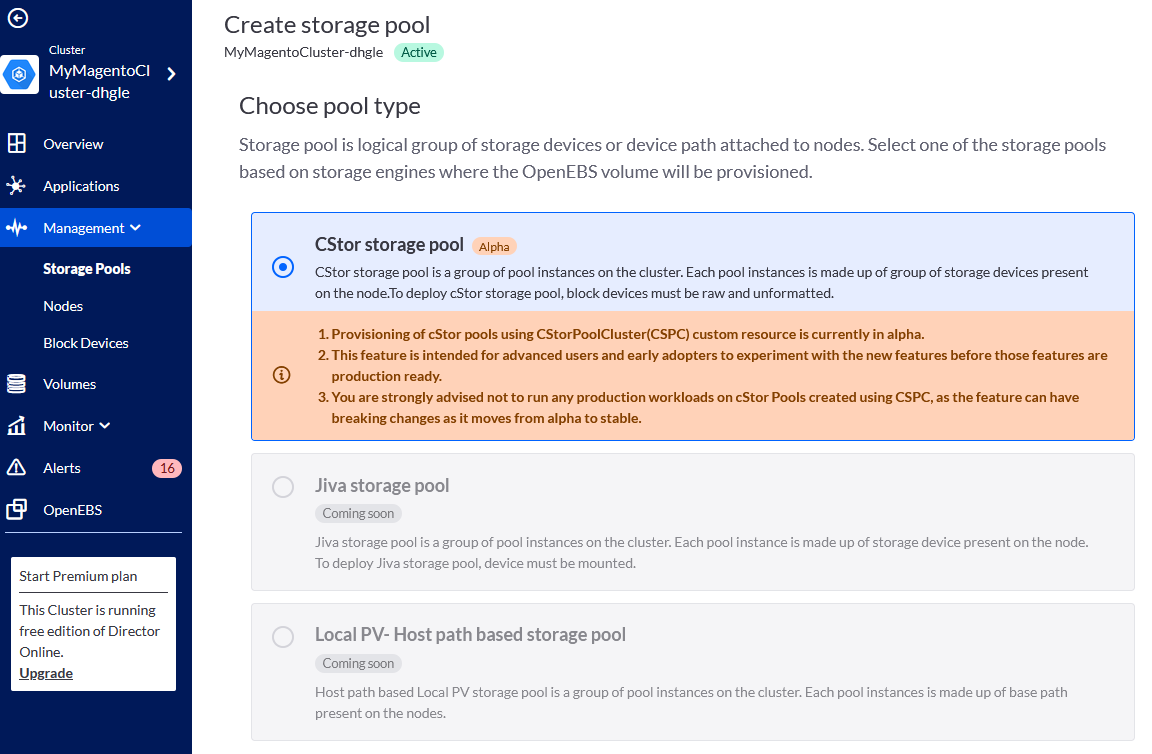 Cluster
MyMagentoCl
uster-dhgle
Overview
Applications
Management
Storage Pools
Nodes
Block Devices
Volumes
Monitor
Alerts
16
OpenEBS
Start Premium plan
This Cluster is running
free edition of Director
Online.
Upgrade
Create storage pool
MyMagentoCluster-dhgle Active
Choose pool type
Storage pool is logical group of storage devices or device path attached to nodes. Select one of the storage pools
based on storage engines where the OpenEBS volume will be provisioned.
CStor storage pool Alpha
CStor storage pool is a group of pool instances on the cluster. Each pool instances is made up of group of storage devices present
on the node.To deploy cStor storage pool, block devices must be raw and unformatted.
1. Provisioning of cStor pools using CStorPoolCluster(CSPC) custom resource is currently in alpha.
2. This feature is intended for advanced users and early adopters to experiment with the new features before those features are
production ready.
3. You are strongly advised not to run any production workloads on cStor Pools created using CSPC, as the feature can have
breaking changes as it moves from alpha to stable.
Jiva storage pool
Coming soon
Jiva storage pool is a group of pool instances on the cluster. Each pool instance is made up of storage device present on the node.
To deploy Jiva storage pool, device must be mounted.
Local PV- Host path based storage pool
Coming soon
Host path based Local PV storage pool is a group of pool instances on the cluster. Each pool instances is made up of base path
present on the nodes.